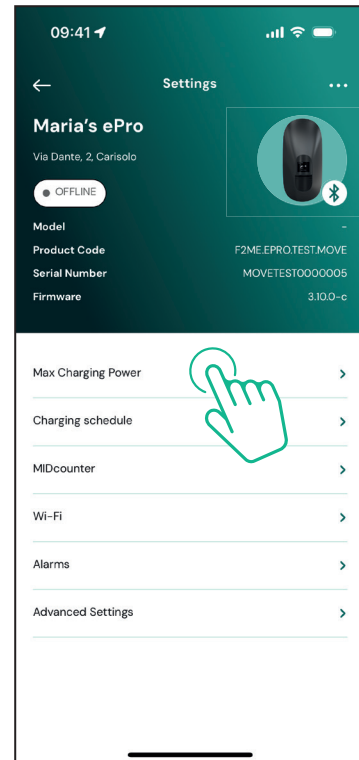 09:41
Settings
Maria's ePro
Via Dante, 2, Carisolo
OFFLINE
Model –
Product Code F2ME.EPRO.TEST.MOVE
Serial Number MOVETEST0000005
Firmware 3.10.0-c
Max Charging Power
Charging schedule
MIDcounter
Wi-Fi
Alarms
Advanced Settings